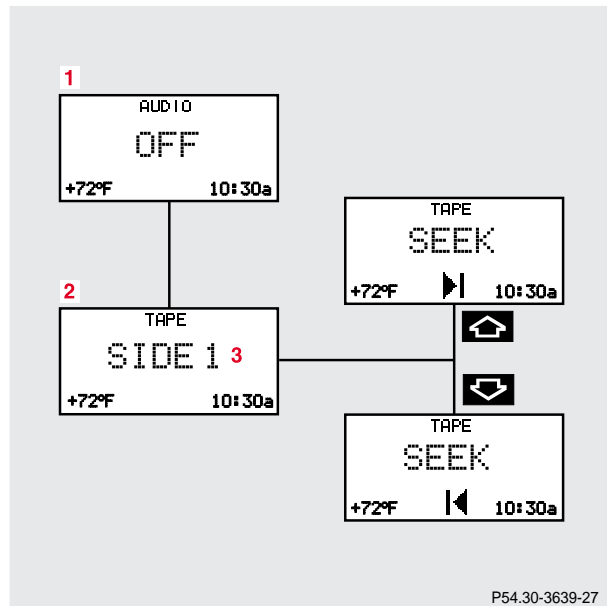 1
AUDIO
OFF
+72°F 10:30a
2
TAPE
SIDE 1 3
+72°F 10:30a
TAPE
SEEK
+72°F 10:30a
TAPE
SEEK
+72°F 10:30a
P54.30-3639-27